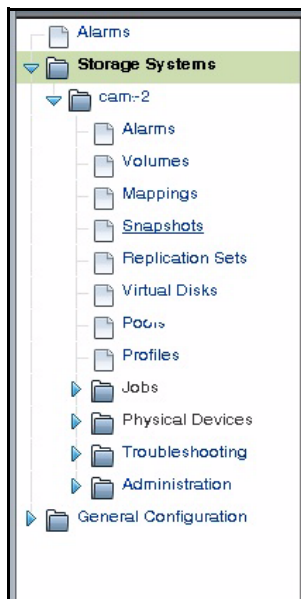 Alarms
Storage Systems
cam-2
Alarms
Volumes
Mappings
Snapshots
Replication Sets
Virtual Disks
Pools
Profiles
Jobs
Physical Devices
Troubleshooting
Administration
General Configuration